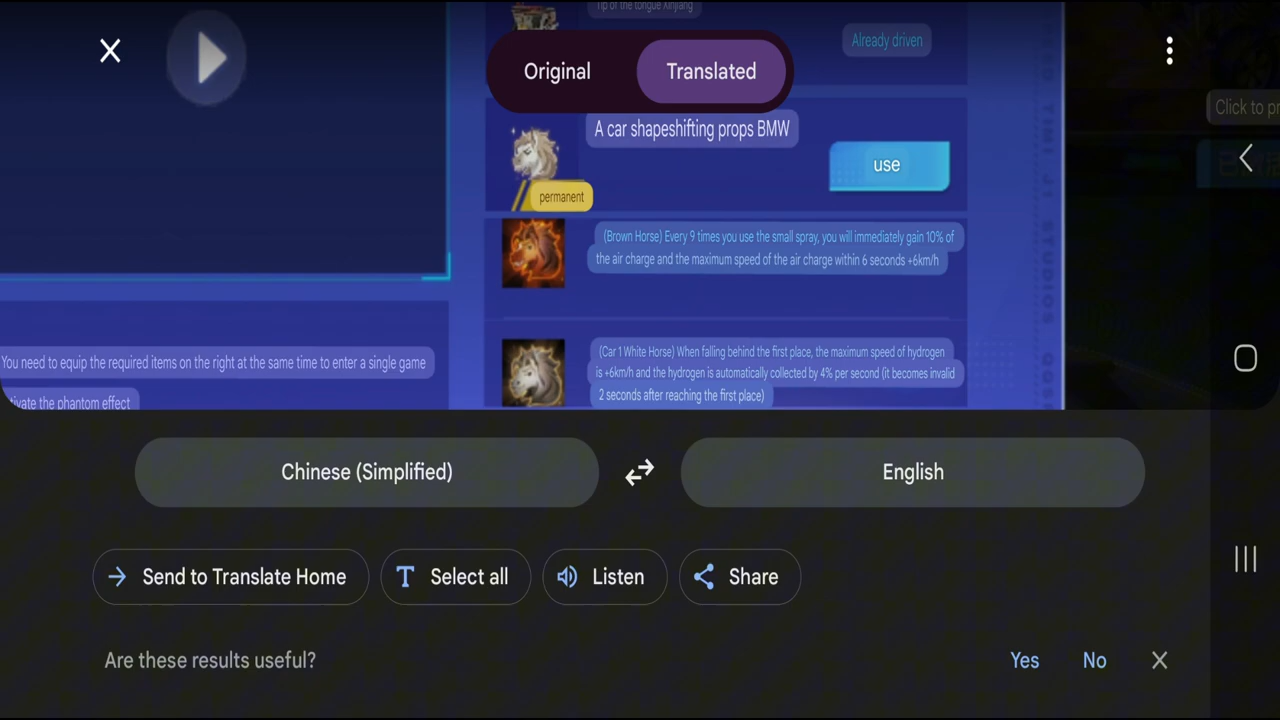 Tip of the tongue Xinjiang
Already driven
Original
Translated
Click to pr
A car shapeshifting props BMW
use
permanent
(Brown Horse) Every 9 times you use the small spray, you will immediately gain 10% of
the air charge and the maximum speed of the air charge within 6 seconds +6km/h
You need to equip the required items on the right at the same time to enter a single game
tivate the phantom effect
(Car 1 White Horse) When falling behind the first place, the maximum speed of hydrogen
is +6km/h and the hydrogen is automatically collected by 4% per second (it becomes invalid
2 seconds after reaching the first place)
Chinese (Simplified)
English
Send to Translate Home
Select all
Listen
Share
Are these results useful?
Yes
No